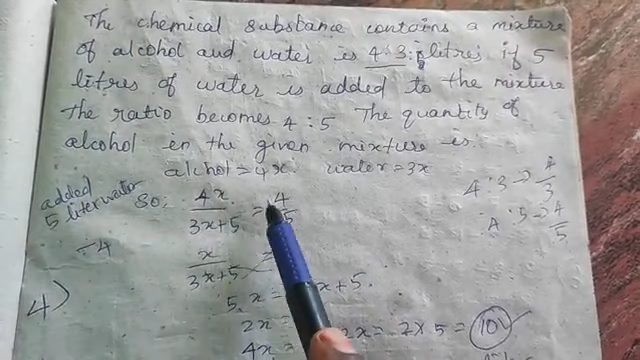 The chemical substance contains a mixture
of alcohol and water is 4:3 litres if 5
litres of water is added to the mixture
the ratio becomes 4:5 The quantity of
alcohol in the given mixture is
alchol = 4x. water = 3x
added
5 liter water
so: 4x / 3x+5 = 4 / 5
4:3 → 4/3
4:5 → 4/5
÷4
x / 3x+5
4)
5x = x+5.
2x = 2x = 2×5 = 10
4x =